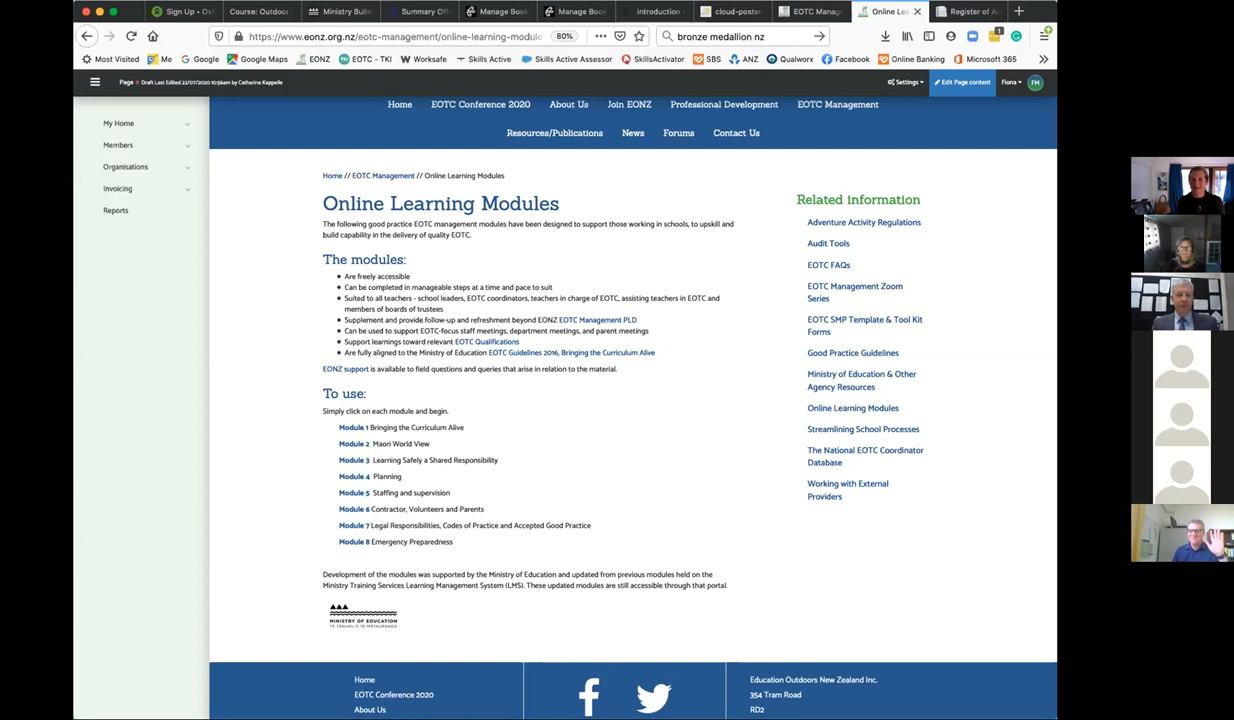 Sign Up - Ox
Course: Outdoor
Ministry Bulle
Summary Off
Manage Book
Manage Book
Introduction
cloud-poster
EOTC Manag
Online Lea
Register of A
https://www.eonz.org.nz/eotc-management/online-learning-module
80%
bronze medallion nz
1
Most Visited
Me
Google
Google Maps
EONZ
EOTC - TKI
Worksafe
Skills Active
Skills Active Assessor
SkillsActivator
SBS
ANZ
Qualworx
Facebook
Online Banking
Microsoft 365
Page
Draft Last Edited 22/07/2020 10:56am by Catherine Kappelle
Settings
Edit Page content
Fiona
FM
My Home
Members
Organisations
Invoicing
Reports
Home
EOTC Conference 2020
About Us
Join EONZ
Professional Development
EOTC Management
Resources/Publications
News
Forums
Contact Us
Home // EOTC Management // Online Learning Modules
Online Learning Modules
The following good practice EOTC management modules have been designed to support those working in schools, to upskill and
build capability in the delivery of quality EOTC.
The modules:
Are freely accessible
Can be completed in manageable steps at a time and pace to suit
Suited to all teachers - school leaders, EOTC coordinators, teachers in charge of EOTC, assisting teachers in EOTC and
members of boards of trustees
Supplement and provide follow-up and refreshment beyond EONZ EOTC Management PLD
Can be used to support EOTC-focus staff meetings, department meetings, and parent meetings
Support learnings toward relevant EOTC Qualifications
Are fully aligned to the Ministry of Education EOTC Guidelines 2016, Bringing the Curriculum Alive
EONZ support is available to field questions and queries that arise in relation to the material.
To use:
Simply click on each module and begin.
Module 1 Bringing the Curriculum Alive
Module 2 Maori World View
Module 3 Learning Safely a Shared Responsibility
Module 4 Planning
Module 5 Staffing and supervision
Module 6 Contractor, Volunteers and Parents
Module 7 Legal Responsibilities, Codes of Practice and Accepted Good Practice
Module 8 Emergency Preparedness
Development of the modules was supported by the Ministry of Education and updated from previous modules held on the
Ministry Training Services Learning Management System (LMS). These updated modules are still accessible through that portal.
MINISTRY OF EDUCATION
TE TĀHUHU O TE MĀTAURANGA
Related information
Adventure Activity Regulations
Audit Tools
EOTC FAQs
EOTC Management Zoom
Series
EOTC SMP Template & Tool Kit
Forms
Good Practice Guidelines
Ministry of Education & Other
Agency Resources
Online Learning Modules
Streamlining School Processes
The National EOTC Coordinator
Database
Working with External
Providers
Home
EOTC Conference 2020
About Us
Education Outdoors New Zealand Inc.
354 Tram Road
RD2